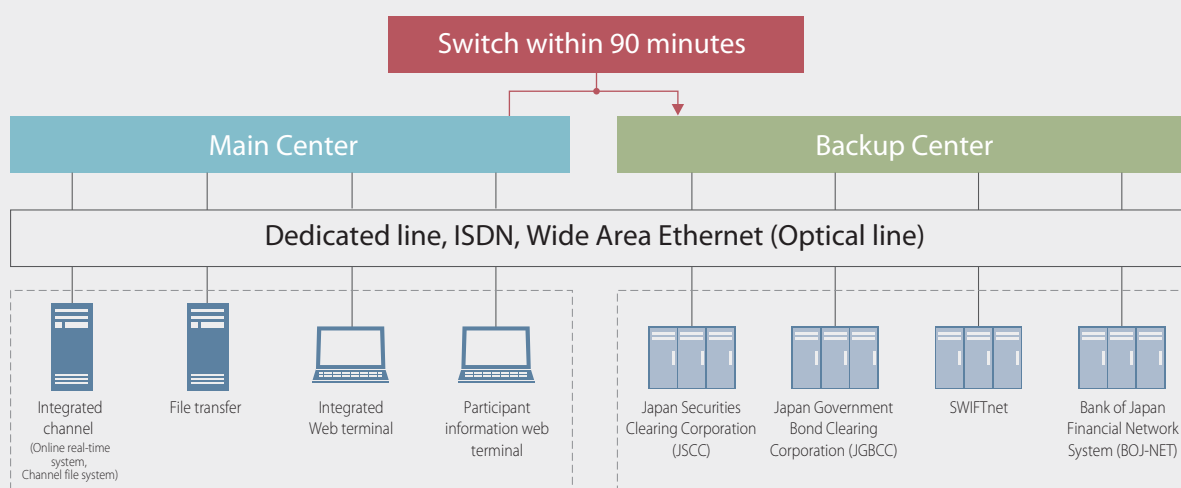 Switch within 90 minutes
Main Center
Backup Center
Dedicated line, ISDN, Wide Area Ethernet (Optical line)
Integrated
channel
(Online real-time
system,
Channel file system)
File transfer
Integrated
Web terminal
Participant
information web
terminal
Japan Securities
Clearing Corporation
(JSCC)
Japan Government
Bond Clearing
Corporation (JGBCC)
SWIFTnet
Bank of Japan
Financial Network
System (BOJ-NET)